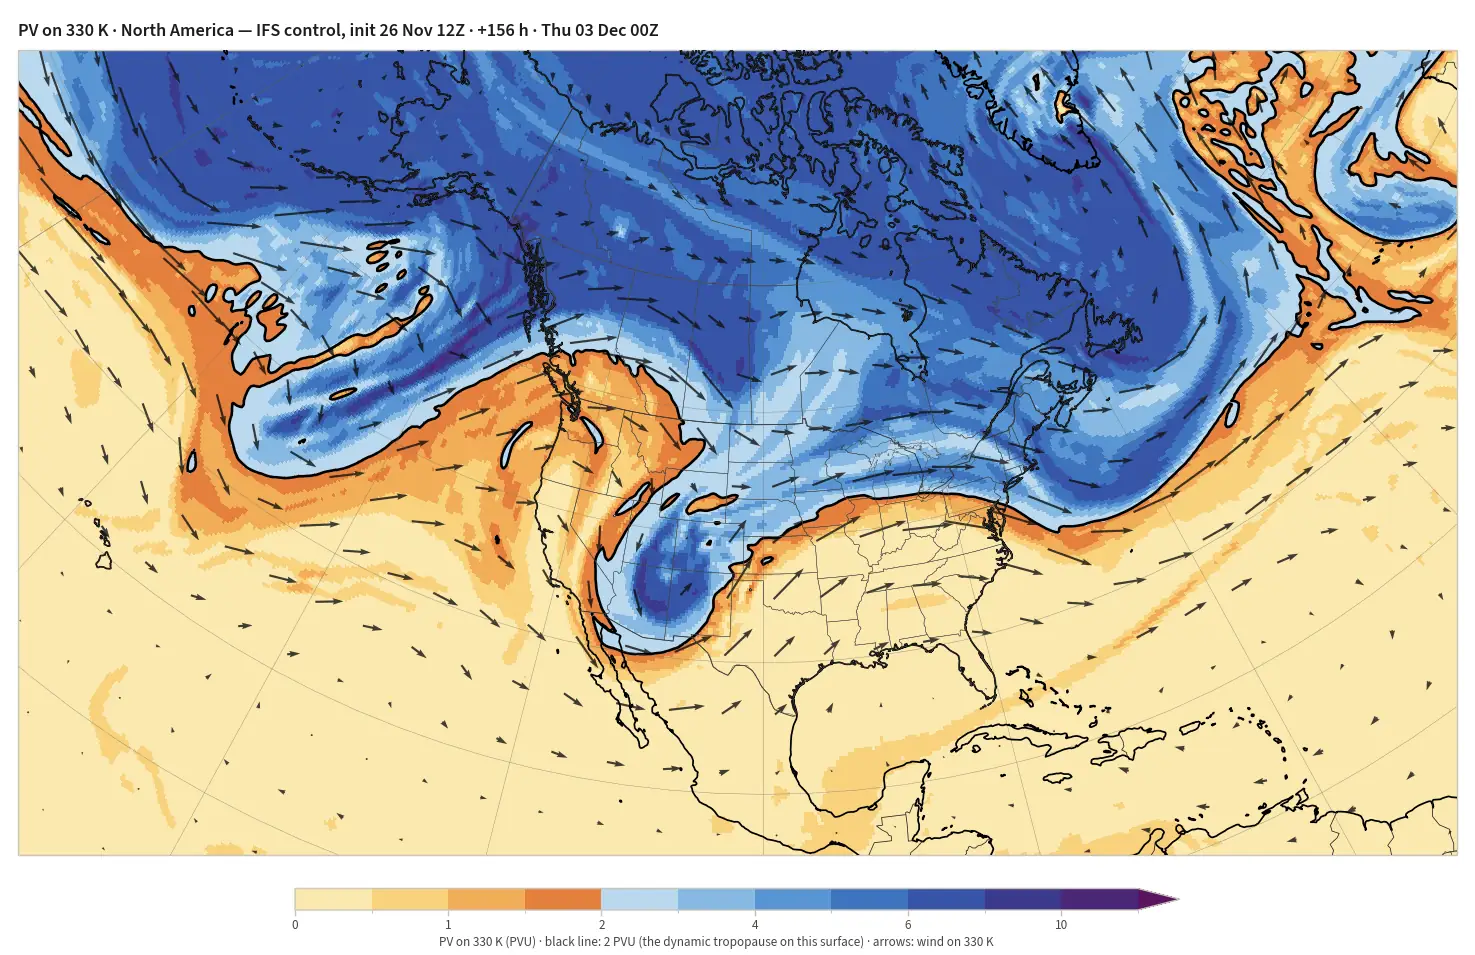 PV on 330 K · North America — IFS control, init 26 Nov 12Z · +156 h · Thu 03 Dec 00Z
0 1 2 4 6 10
PV on 330 K (PVU) · black line: 2 PVU (the dynamic tropopause on this surface) · arrows: wind on 330 K